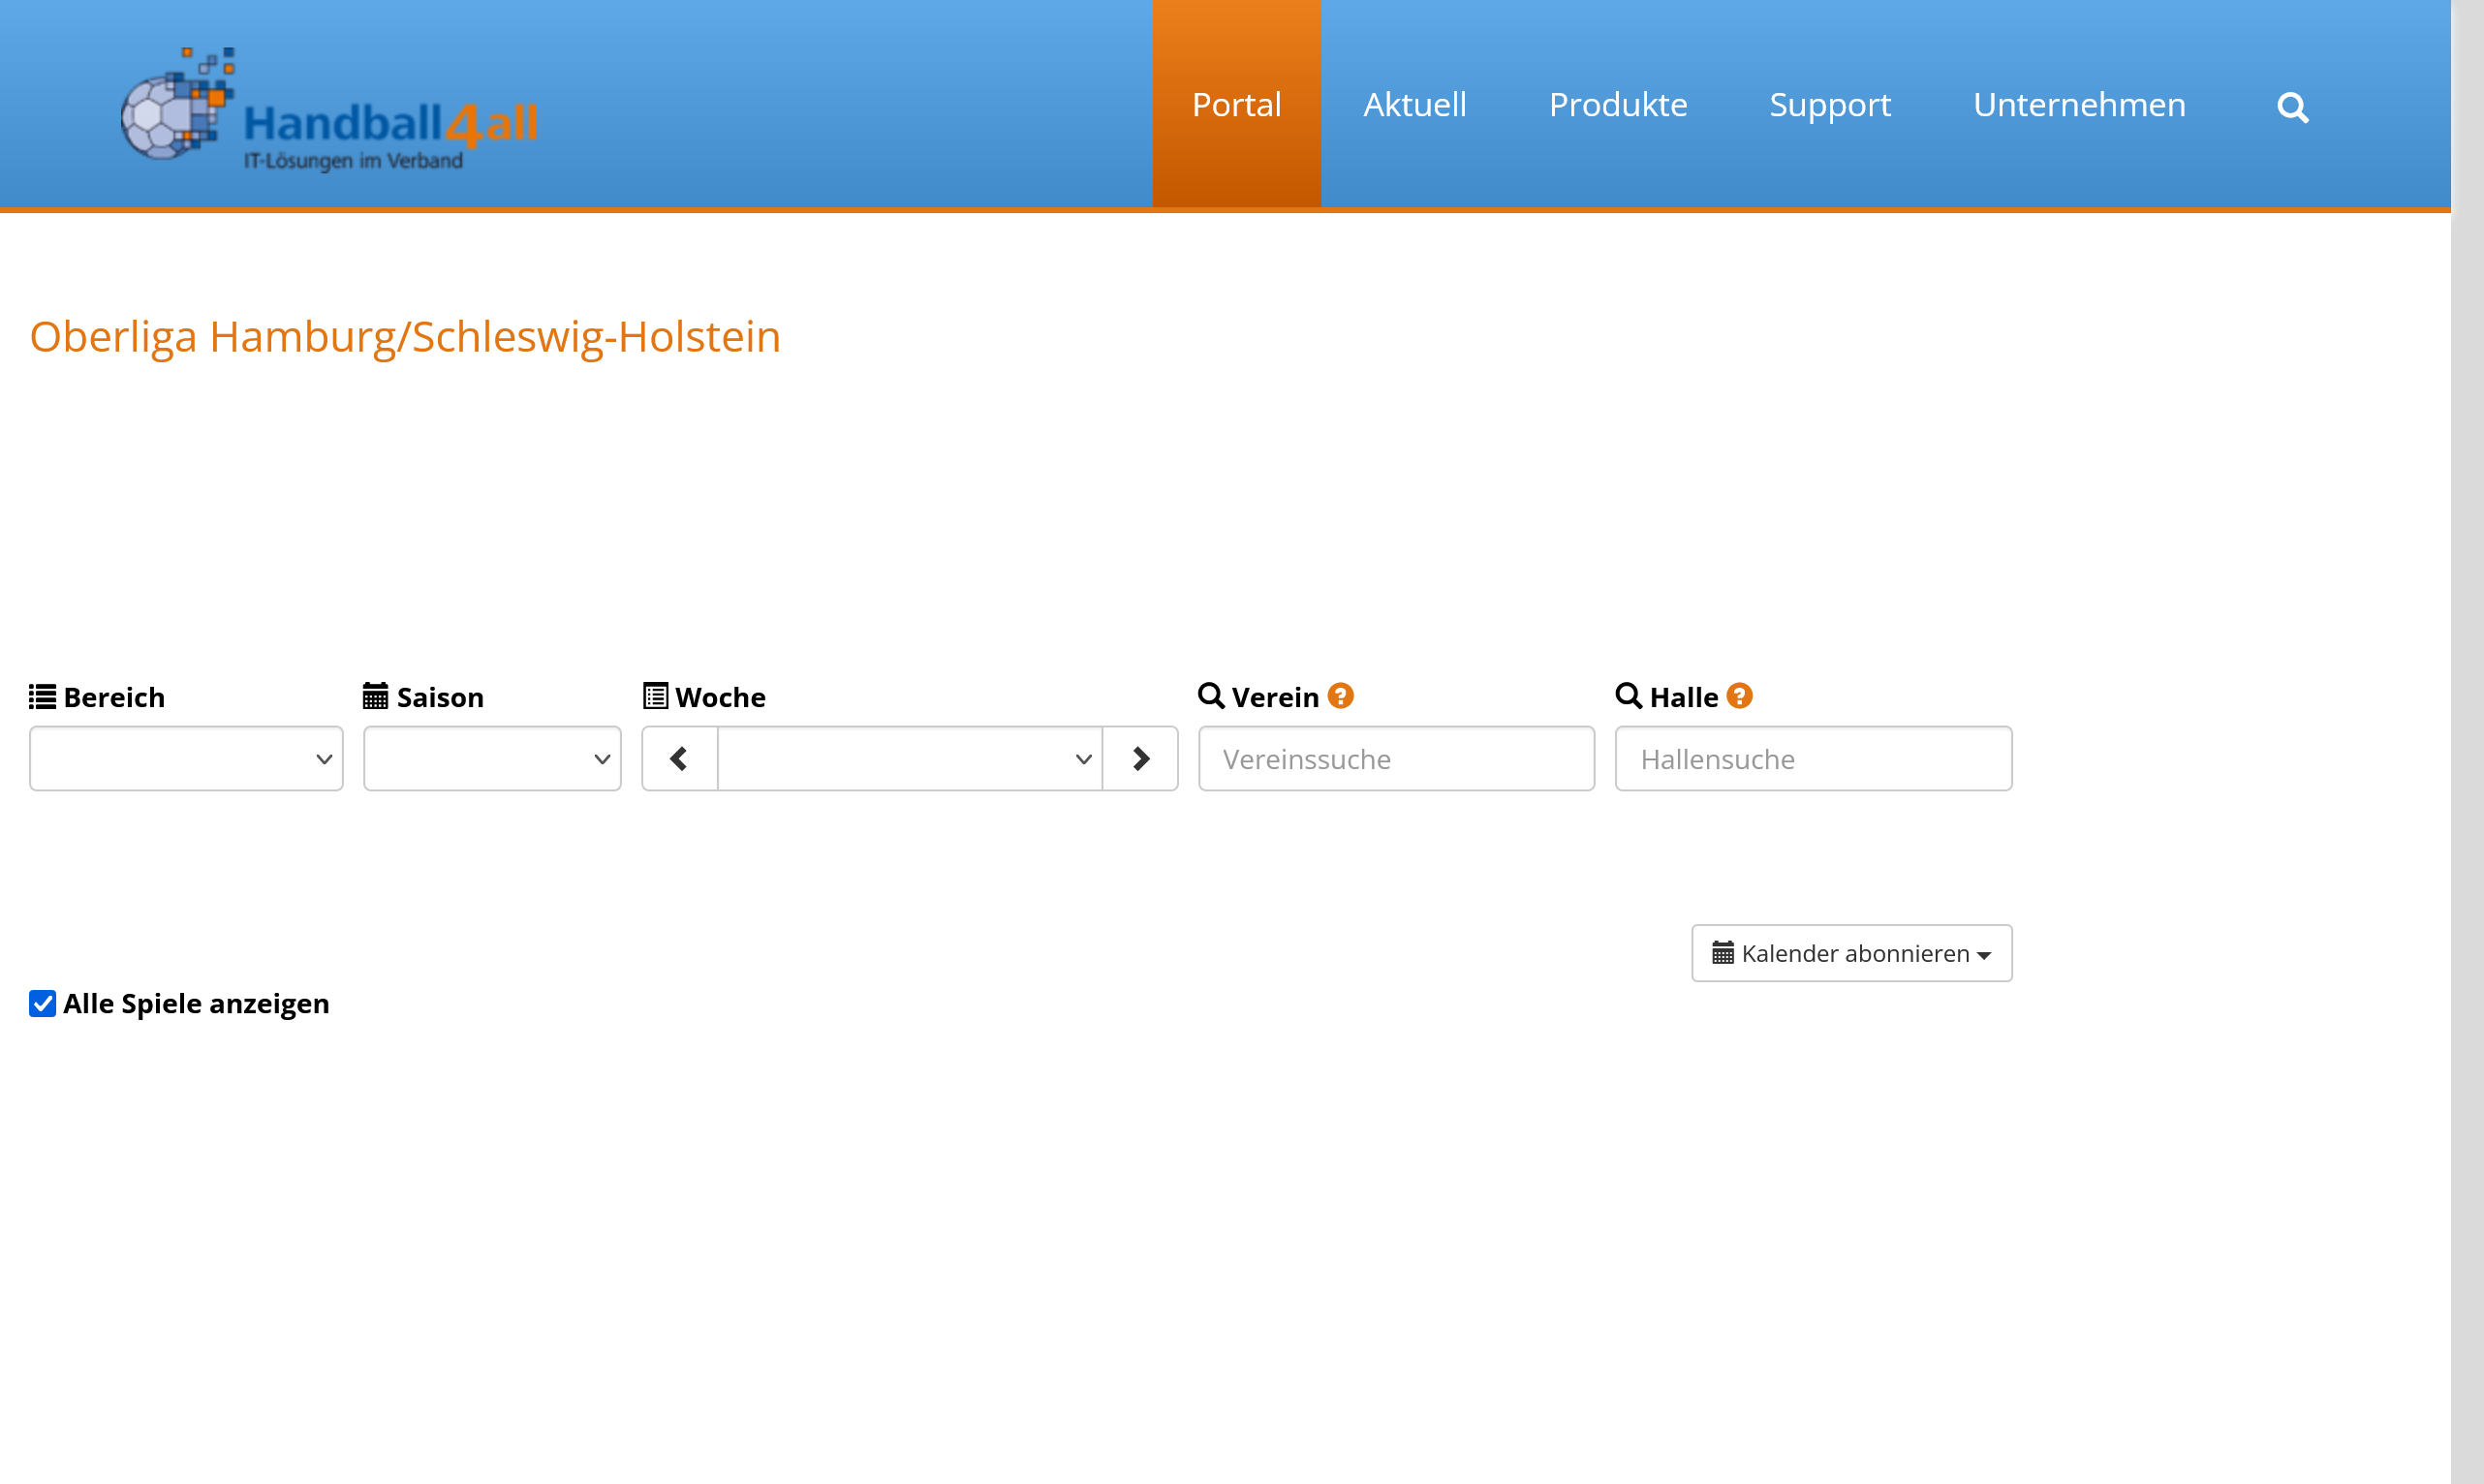 Handball4all
IT-Lösungen im Verband
Portal Aktuell Produkte Support Unternehmen
Oberliga Hamburg/Schleswig-Holstein
Bereich Saison Woche Verein ? Halle ?
Vereinssuche Hallensuche
Kalender abonnieren
Alle Spiele anzeigen